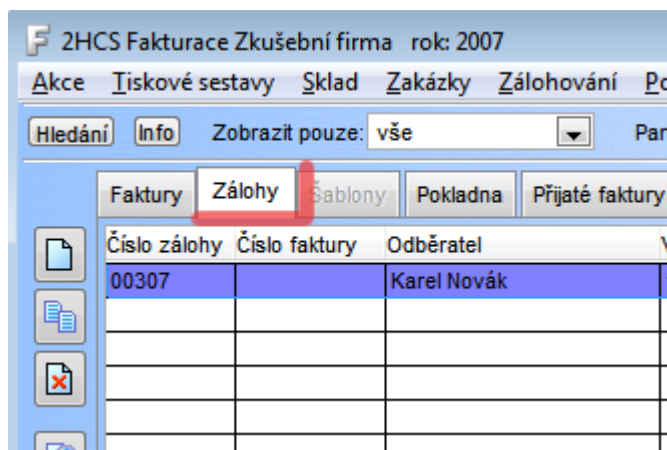 2HCS Fakturace Zkušební firma rok: 2007
Akce Tiskové sestavy Sklad Zakázky Zálohování
Hledání Info Zobrazit pouze: vše
Faktury Zálohy Šablony Pokladna Přijaté faktury
Číslo zálohy Číslo faktury Odběratel
00307 Karel Novák